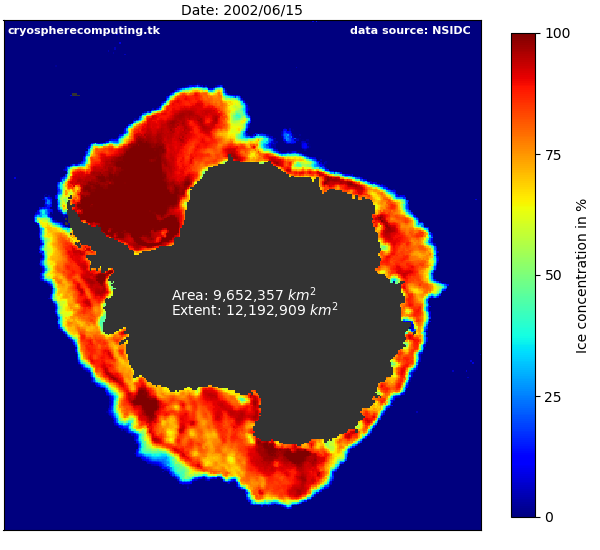 Date: 2002/06/15
cryospherecomputing.tk
data source: NSIDC
Area: 9,652,357 km²
Extent: 12,192,909 km²
100
75
50
25
0
Ice concentration in %